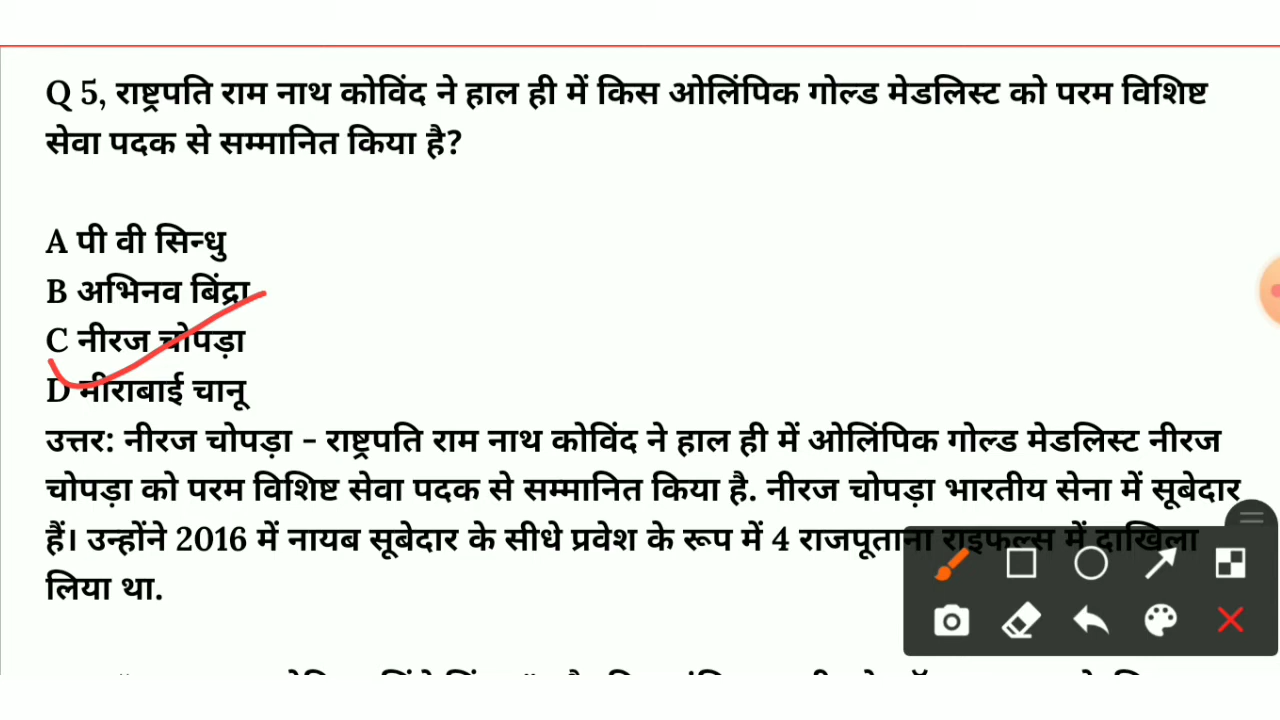 Q 5, राष्ट्रपति राम नाथ कोविंद ने हाल ही में किस ओलिंपिक गोल्ड मेडलिस्ट को परम विशिष्ट
सेवा पदक से सम्मानित किया है?
A पी वी सिन्धु
B अभिनव बिंद्रा
C नीरज चोपड़ा
D मीराबाई चानू
उत्तर: नीरज चोपड़ा - राष्ट्रपति राम नाथ कोविंद ने हाल ही में ओलिंपिक गोल्ड मेडलिस्ट नीरज
चोपड़ा को परम विशिष्ट सेवा पदक से सम्मानित किया है. नीरज चोपड़ा भारतीय सेना में सूबेदार
हैं। उन्होंने 2016 में नायब सूबेदार के सीधे प्रवेश के रूप में 4 राजपूताना राइफल्स में दाखिला
लिया था.